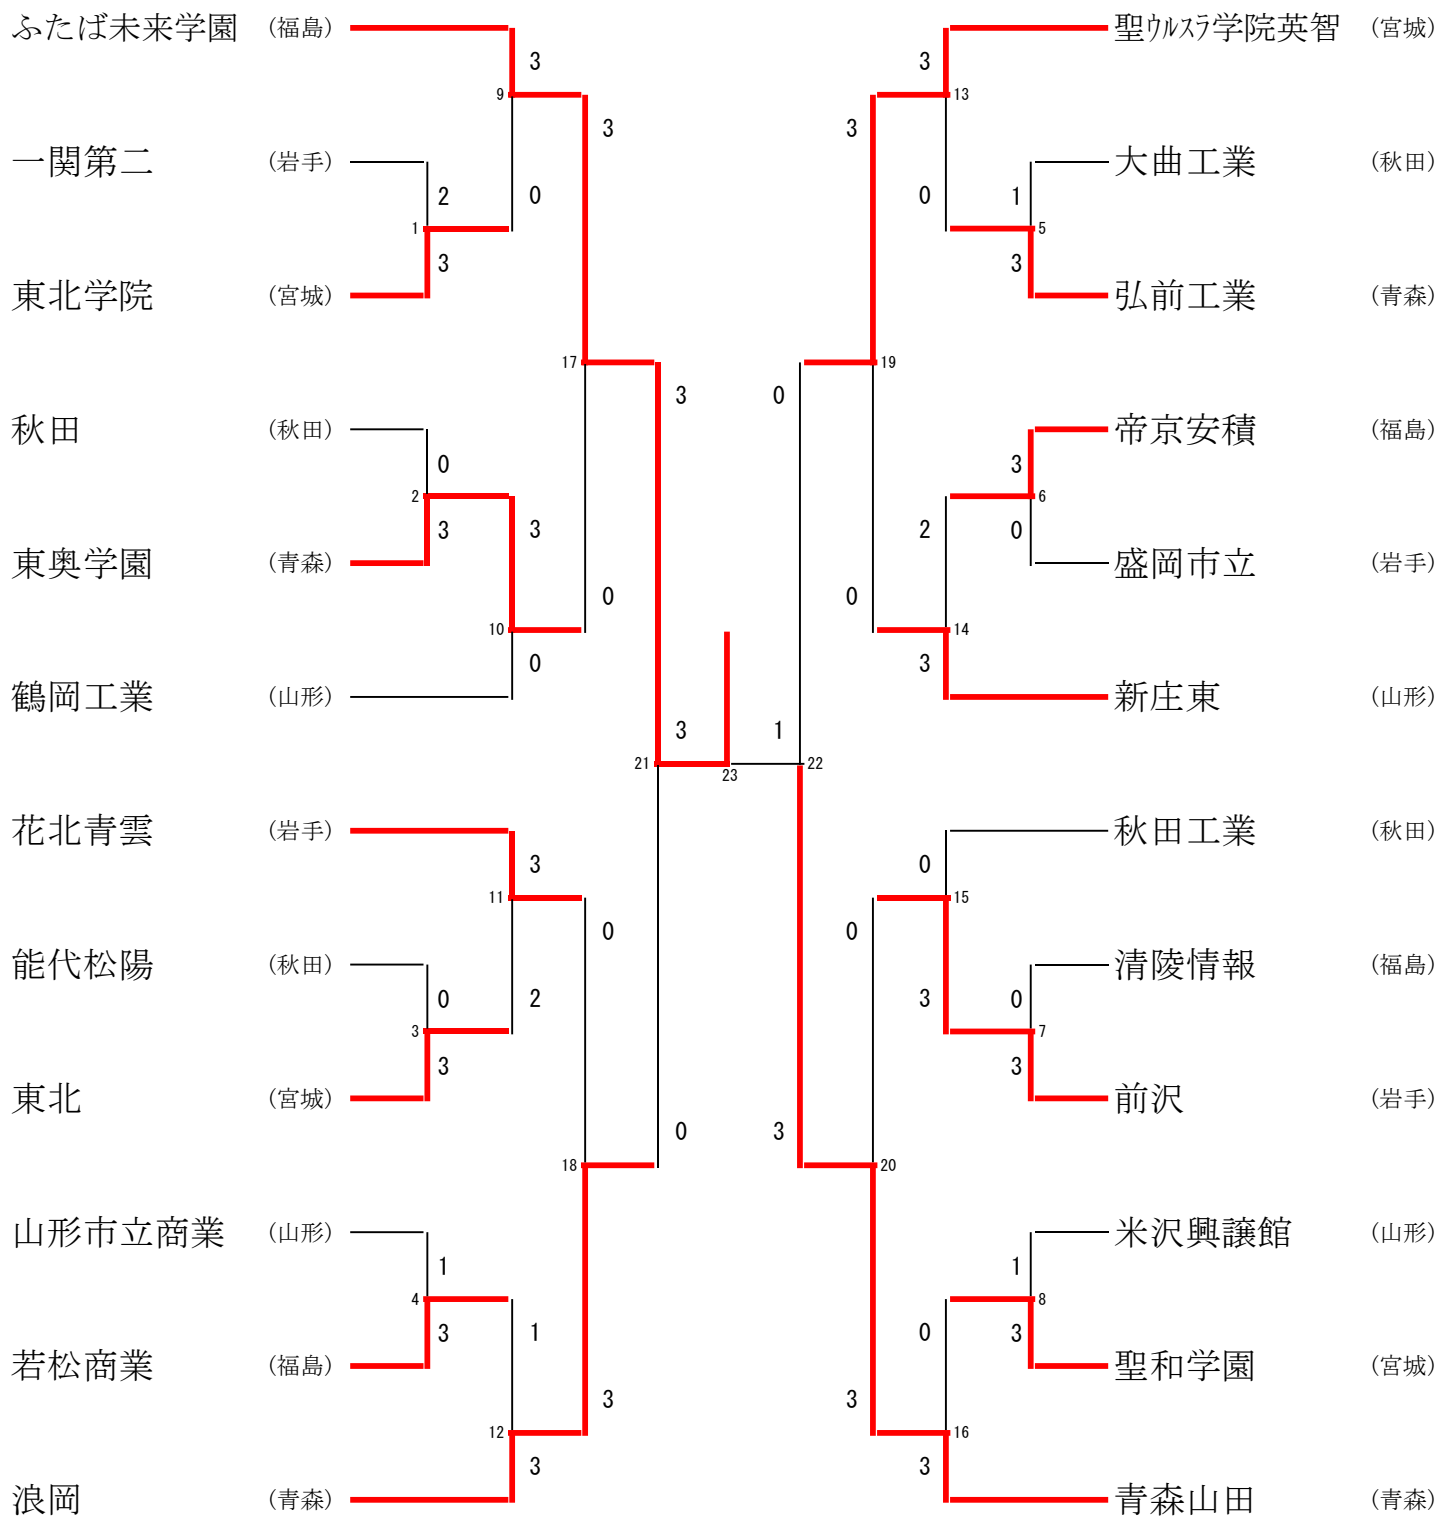 ふたば未来学園 (福島) 聖ウルスラ学院英智 (宮城)
3 3
9 13
3 3
一関第二 (岩手) 大曲工業 (秋田)
2 0 0 1
1 5
3 3
東北学院 (宮城) 弘前工業 (青森)
17 19
3 0
秋田 (秋田) 帝京安積 (福島)
0 3
2 6
3 3 2 0
東奥学園 (青森) 盛岡市立 (岩手)
0 0
10 14
0 3
鶴岡工業 (山形) 新庄東 (山形)
3 1
21 23 22
花北青雲 (岩手) 秋田工業 (秋田)
3 0
11 15
0 0
能代松陽 (秋田) 清陵情報 (福島)
0 2 3 0
3 7
3 3
東北 (宮城) 前沢 (岩手)
0 3
18 20
山形市立商業 (山形) 米沢興譲館 (山形)
1 1
4 8
3 1 0 3
若松商業 (福島) 聖和学園 (宮城)
3 3
12 16
3 3
浪岡 (青森) 青森山田 (青森)